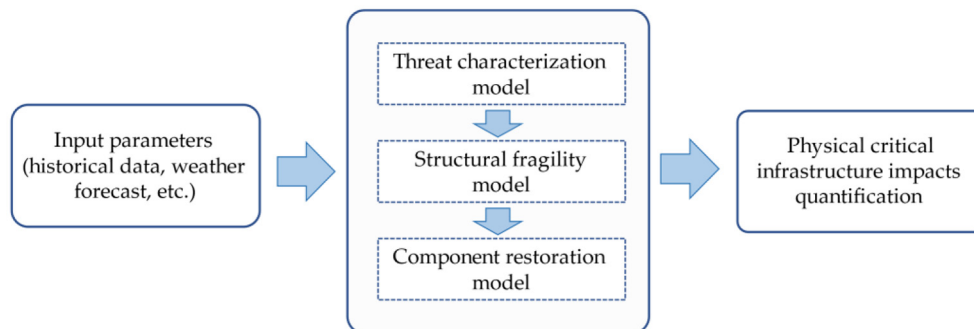 Input parameters
(historical data, weather
forecast, etc.)
Threat characterization
model
Structural fragility
model
Component restoration
model
Physical critical
infrastructure impacts
quantification